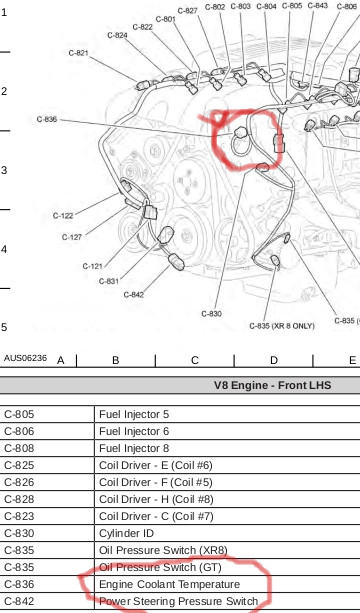 1
C-827
C-802
C-803
C-804
C-805
C-843
C-806
C-822
C-801
C-824
C-821
2
C-836
3
C-122
C-127
4
C-121
C-831
C-842
C-830
C-835 (XR 8 ONLY)
C-835 (
5
AUS06236 A B C D E
V8 Engine - Front LHS
C-805 Fuel Injector 5
C-806 Fuel Injector 6
C-808 Fuel Injector 8
C-825 Coil Driver - E (Coil #6)
C-826 Coil Driver - F (Coil #5)
C-828 Coil Driver - H (Coil #8)
C-823 Coil Driver - C (Coil #7)
C-830 Cylinder ID
C-835 Oil Pressure Switch (XR8)
C-835 Oil Pressure Switch (GT)
C-836 Engine Coolant Temperature
C-842 Power Steering Pressure Switch